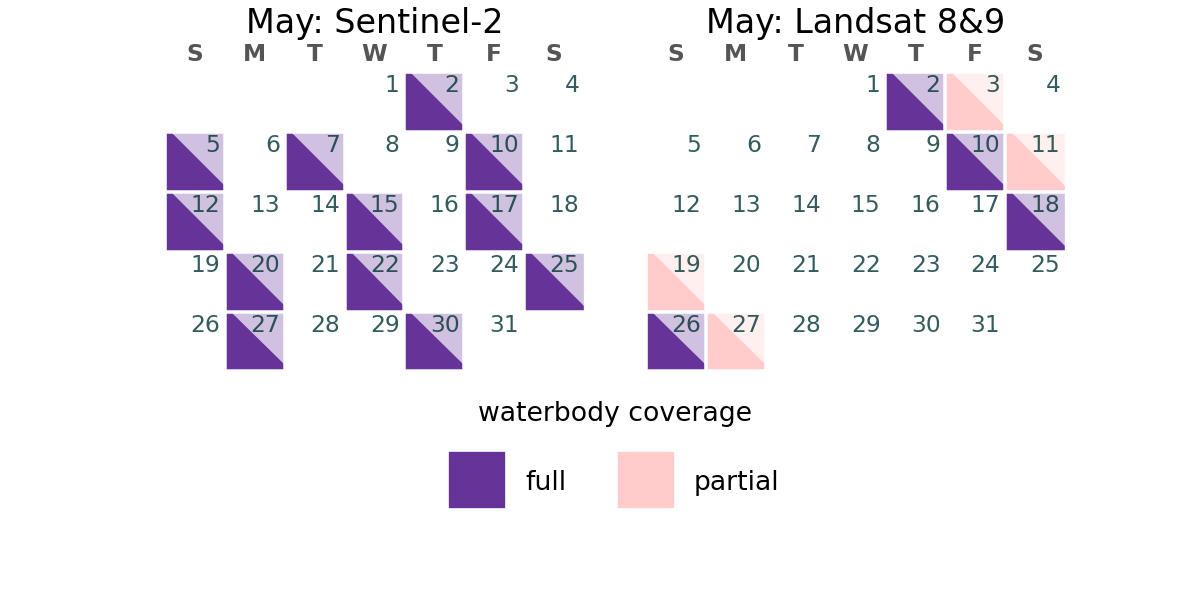 May: Sentinel-2
S M T W T F S
1 2 3 4
5 6 7 8 9 10 11
12 13 14 15 16 17 18
19 20 21 22 23 24 25
26 27 28 29 30 31
May: Landsat 8&9
S M T W T F S
1 2 3 4
5 6 7 8 9 10 11
12 13 14 15 16 17 18
19 20 21 22 23 24 25
26 27 28 29 30 31
waterbody coverage
full partial